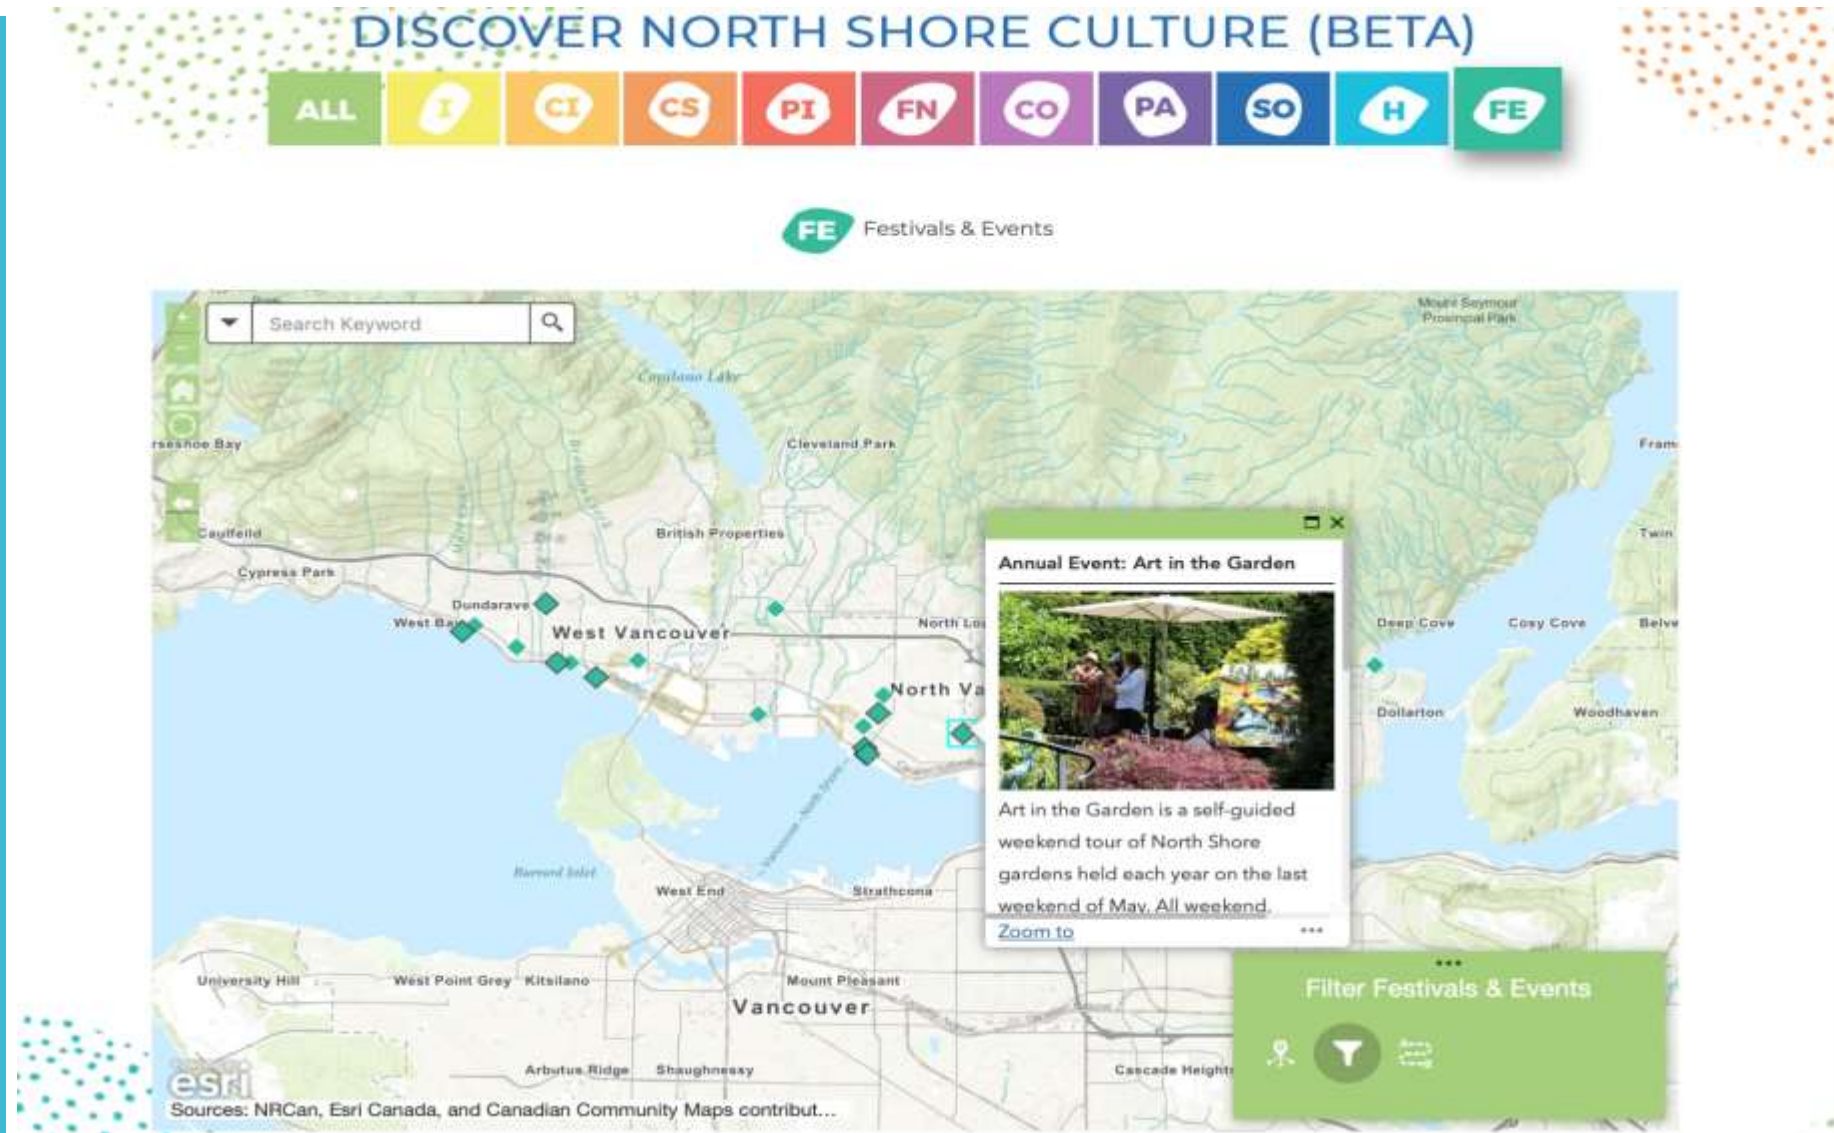 DISCOVER NORTH SHORE CULTURE (BETA)
ALL I CI CS PI FN CO PA SO H FE
FE Festivals & Events
Search Keyword
Mount Seymour
Provincial Park
Copilano Lake
Cleveland Park
Caulfeild
British Properties
Cypress Park
Annual Event: Art in the Garden
Dundarave
West Vancouver
Deep Cove
Cosy Cove
Twin
North Va
Dollarton
Woodhaven
Art in the Garden is a self-guided
weekend tour of North Shore
gardens held each year on the last
weekend of May. All weekend,
Zoom to
Burrard Inlet
West End
Strathcona
University Hill
West Point Grey
Kitsilano
Mount Pleasant
Vancouver
Filter Festivals & Events
Arbutus Ridge
Shaughnessy
Cascade Height
esri
Sources: NRCan, Esri Canada, and Canadian Community Maps contribut...